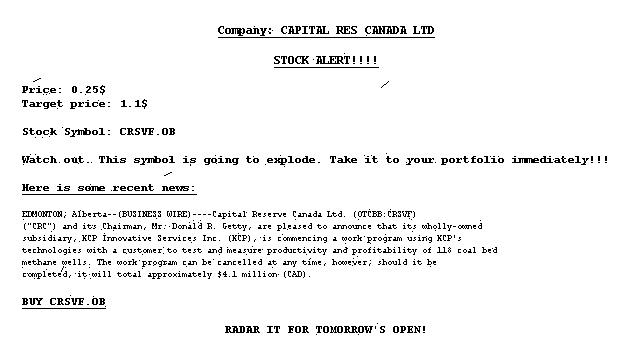 Company: CAPITAL RES CANADA LTD
STOCK ALERT!!!!
Price: 0.25$
Target price: 1.1$
Stock Symbol: CRSVF.OB
Watch out. This symbol is going to explode. Take it to your portfolio immediately!!!
Here is some recent news:
EDMONTON, Alberta--(BUSINESS WIRE)----Capital Reserve Canada Ltd. (OTCBB:CRSVF)
("CRC") and its Chairman, Mr. Donald R. Getty, are pleased to announce that its wholly-owned
subsidiary, KCP Innovative Services Inc. (KCP), is commencing a work program using KCP's
technologies with a customer to test and measure productivity and profitability of 118 coal bed
methane wells. The work program can be cancelled at any time, however; should it be
completed, it will total approximately $4.1 million (CAD).
BUY CRSVF.OB
RADAR IT FOR TOMORROW'S OPEN!